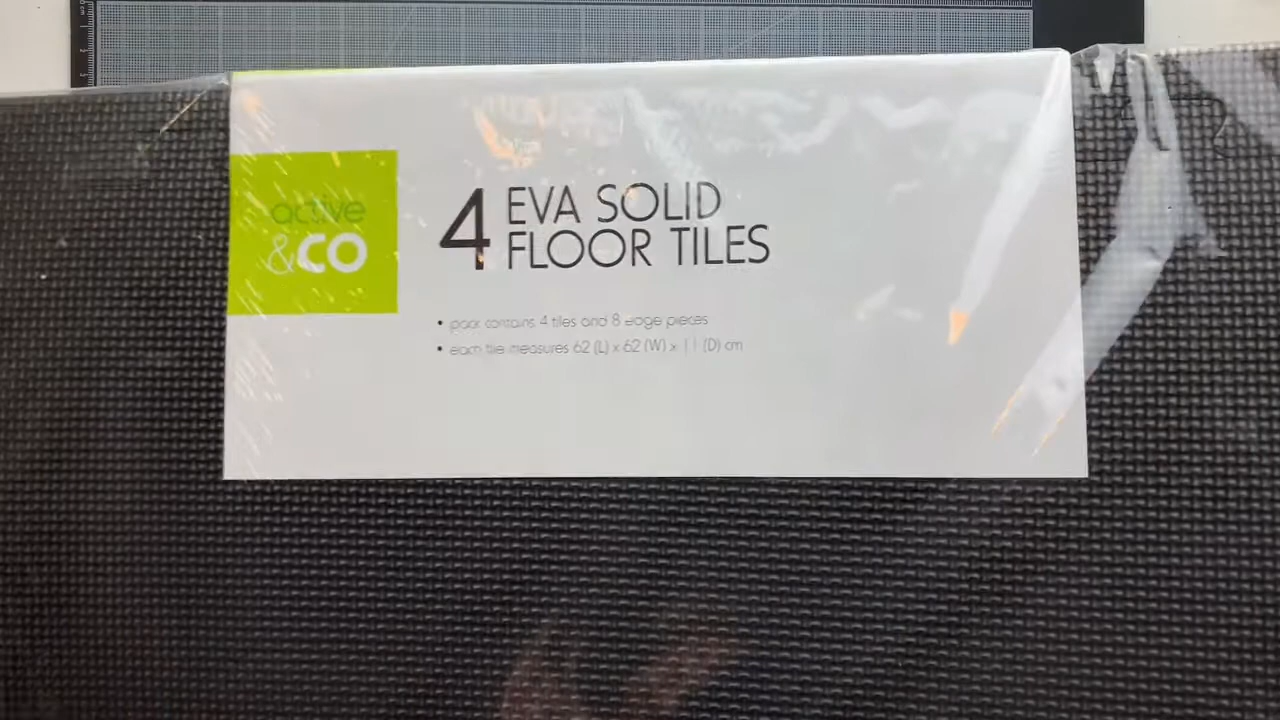 active
&CO
4 EVA SOLID
FLOOR TILES
• pack contains 4 tiles and 8 edge pieces
• each tile measures 62 (L) x 62 (W) x (D) cm